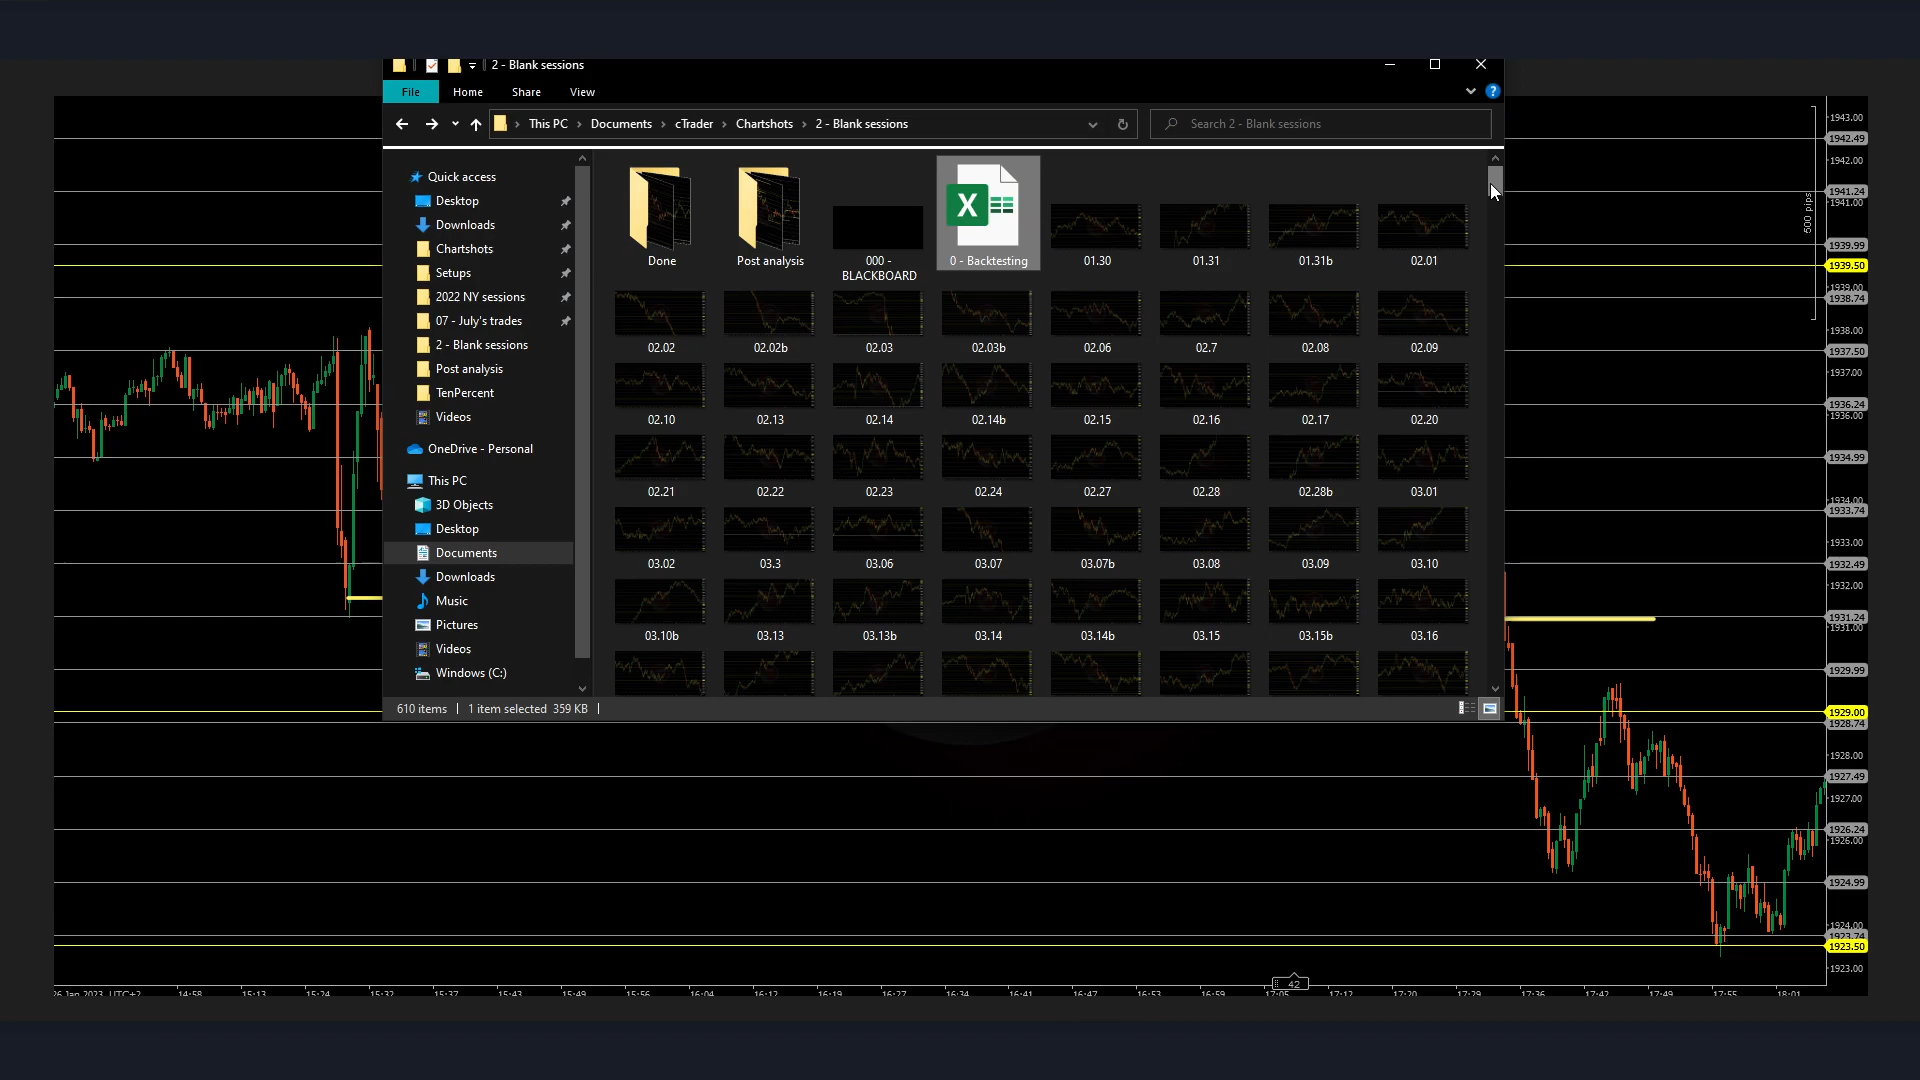 2 - Blank sessions
File
Home
Share
View
This PC
Documents
cTrader
Chartshots
2 - Blank sessions
Search 2 - Blank sessions
Quick access
Desktop
Downloads
Chartshots
Setups
2022 NY sessions
07 - July's trades
2 - Blank sessions
Post analysis
TenPercent
Videos
OneDrive - Personal
This PC
3D Objects
Desktop
Documents
Downloads
Music
Pictures
Videos
Windows (C:)
Done
Post analysis
000 -
BLACKBOARD
0 - Backtesting
01.30
01.31
01.31b
02.01
02.02
02.02b
02.03
02.03b
02.06
02.7
02.08
02.09
02.10
02.13
02.14
02.14b
02.15
02.16
02.17
02.20
02.21
02.22
02.23
02.24
02.27
02.28
02.28b
03.01
03.02
03.3
03.06
03.07
03.07b
03.08
03.09
03.10
03.10b
03.13
03.13b
03.14
03.14b
03.15
03.15b
03.16
610 items
1 item selected 359 KB
500 pips
1943.00
1942.49
1942.00
1941.24
1941.00
1939.99
1939.50
1939.00
1938.74
1938.00
1937.50
1937.00
1936.24
1936.00
1934.99
1934.00
1933.74
1933.00
1932.49
1932.00
1931.24
1931.00
1929.99
1929.00
1928.74
1928.00
1927.49
1927.00
1926.24
1926.00
1924.99
1924.00
1923.74
1923.50
1923.00
42
26 Jan 2023, UTC+2
14:58
15:13
15:24
15:32
15:37
15:43
15:49
15:56
16:04
16:12
16:19
16:27
16:34
16:41
16:47
16:53
16:59
17:05
17:12
17:20
17:29
17:36
17:42
17:49
17:55
18:01